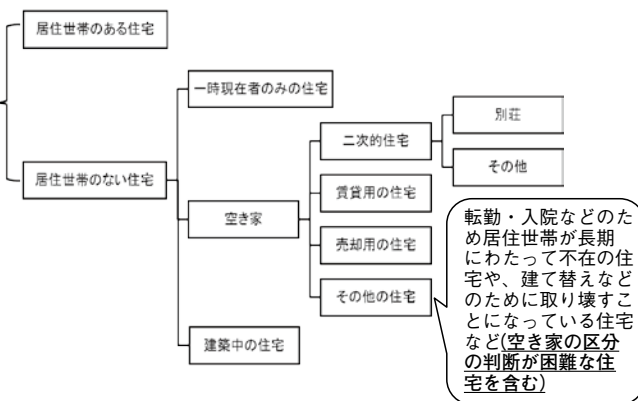 居住世帯のある住宅
一時現在者のみの住宅
別荘
二次的住宅
その他
居住世帯のない住宅
賃貸用の住宅
空き家
売却用の住宅
その他の住宅
建築中の住宅
転勤・入院などのた
め居住世帯が長期
にわたって不在の住
宅や、建て替えなど
のために取り壊すこ
とになっている住宅
など(空き家の区分
の判断が困難な住
宅を含む)